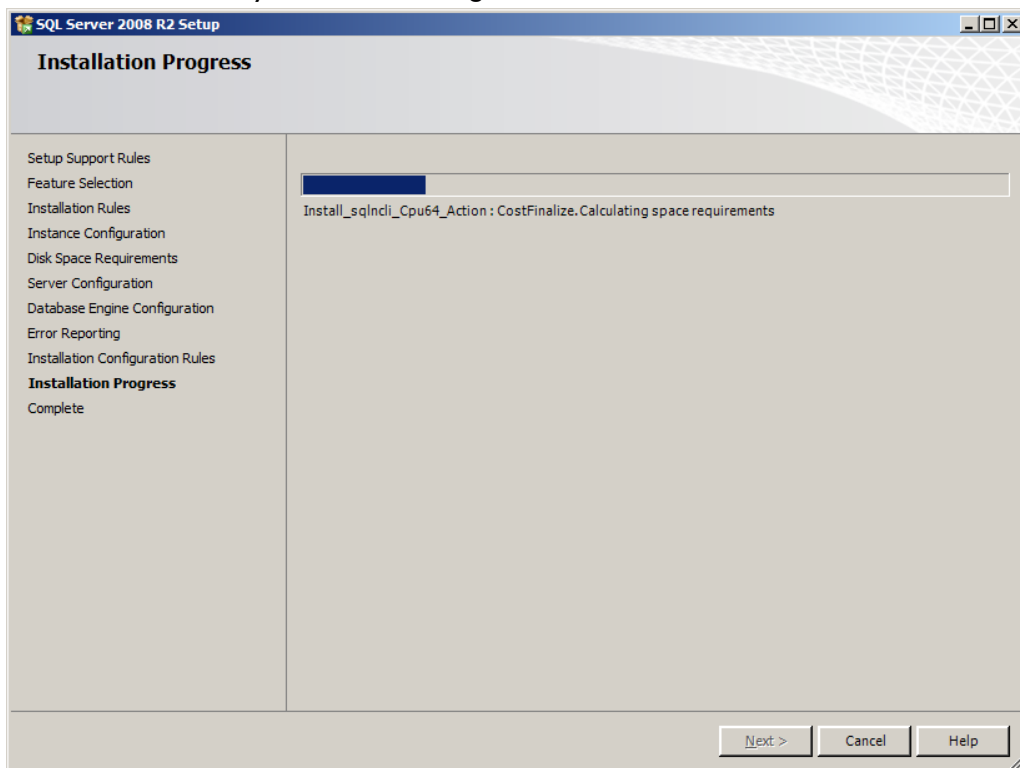 SQL Server 2008 R2 Setup
Installation Progress
Setup Support Rules
Feature Selection
Installation Rules
Instance Configuration
Disk Space Requirements
Server Configuration
Database Engine Configuration
Error Reporting
Installation Configuration Rules
Installation Progress
Complete
Install_sqlncli_Cpu64_Action : CostFinalize. Calculating space requirements
Next >
Cancel
Help